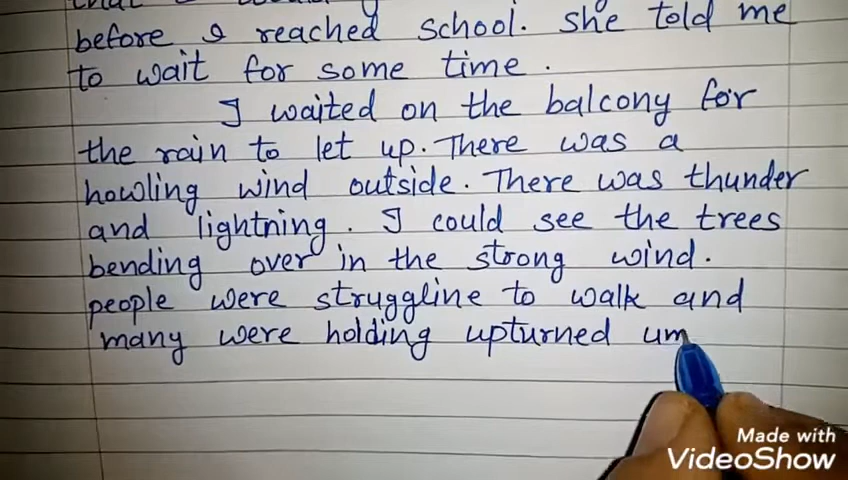 before I reached school. She told me
to wait for some time.
I waited on the balcony for
the rain to let up. There was a
howling wind outside. There was thunder
and lightning. I could see the trees
bending over in the strong wind.
people were struggline to walk and
many were holding upturned um
Made with
VideoShow